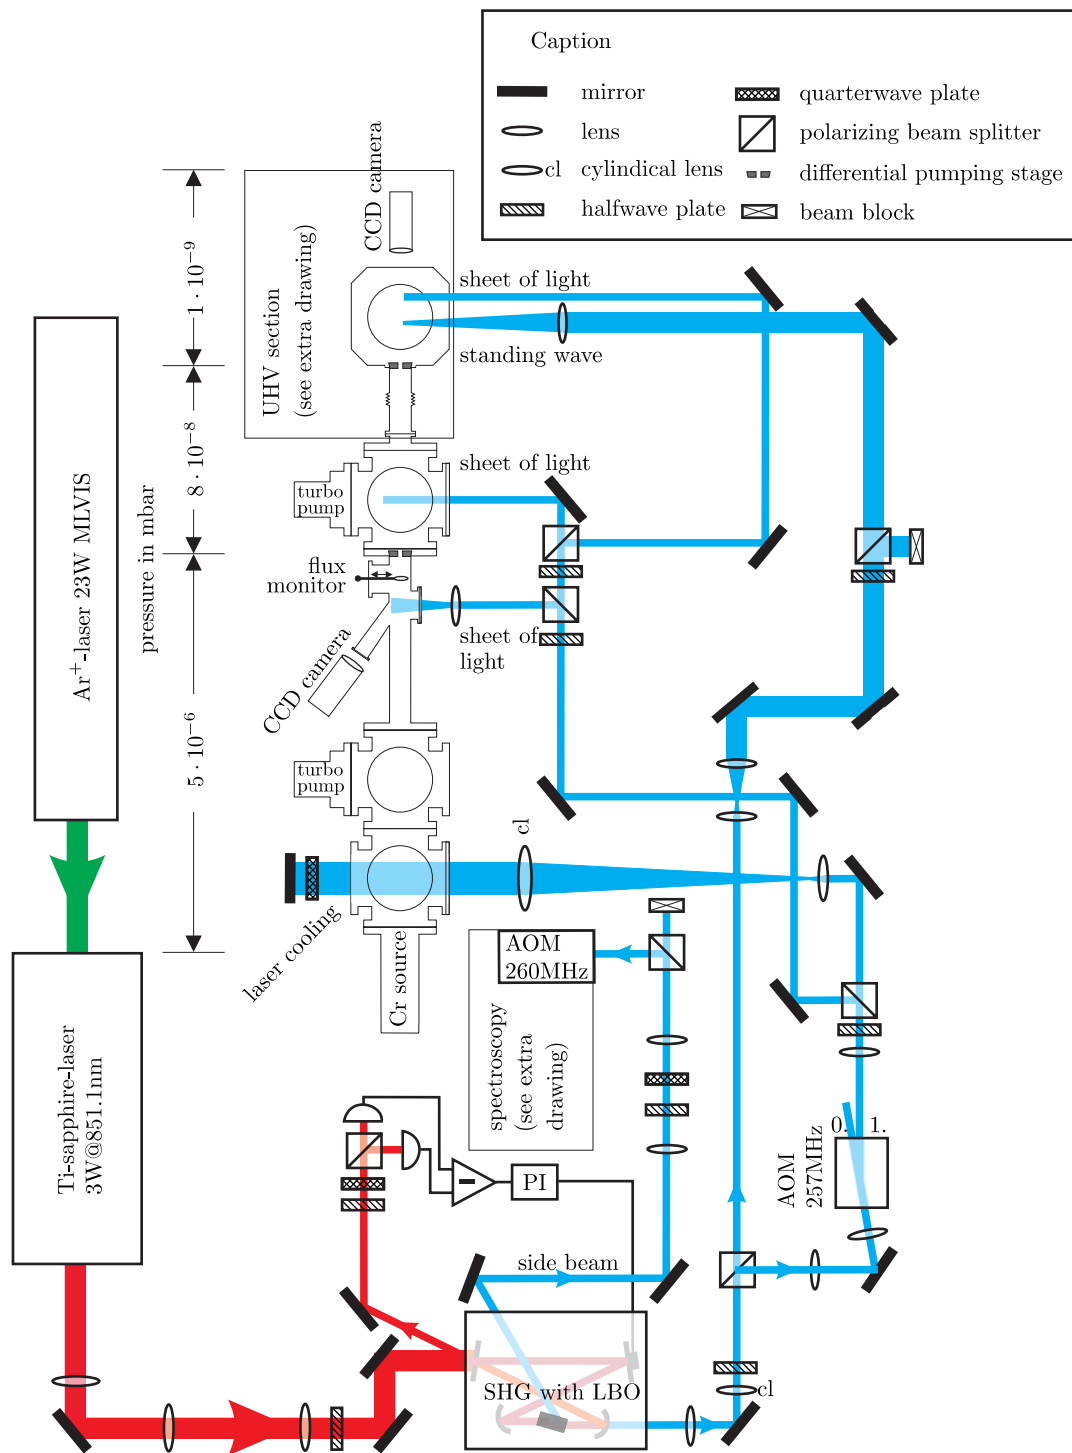 Caption
mirror
lens
cl cylindical lens
halfwave plate
quarterwave plate
polarizing beam splitter
differential pumping stage
beam block
CCD camera
UHV section
(see extra drawing)
sheet of light
standing wave
1 · 10⁻⁹
8 · 10⁻⁸
5 · 10⁻⁶
pressure in mbar
Ar⁺-laser 23W MLVIS
sheet of light
turbo
pump
flux
monitor
sheet of
light
CCD camera
turbo
pump
cl
laser cooling
Cr source
AOM
260MHz
spectroscopy
(see extra
drawing)
Ti-sapphire-laser
3W@851.1nm
PI
side beam
0. 1.
AOM
257MHz
SHG with LBO
cl